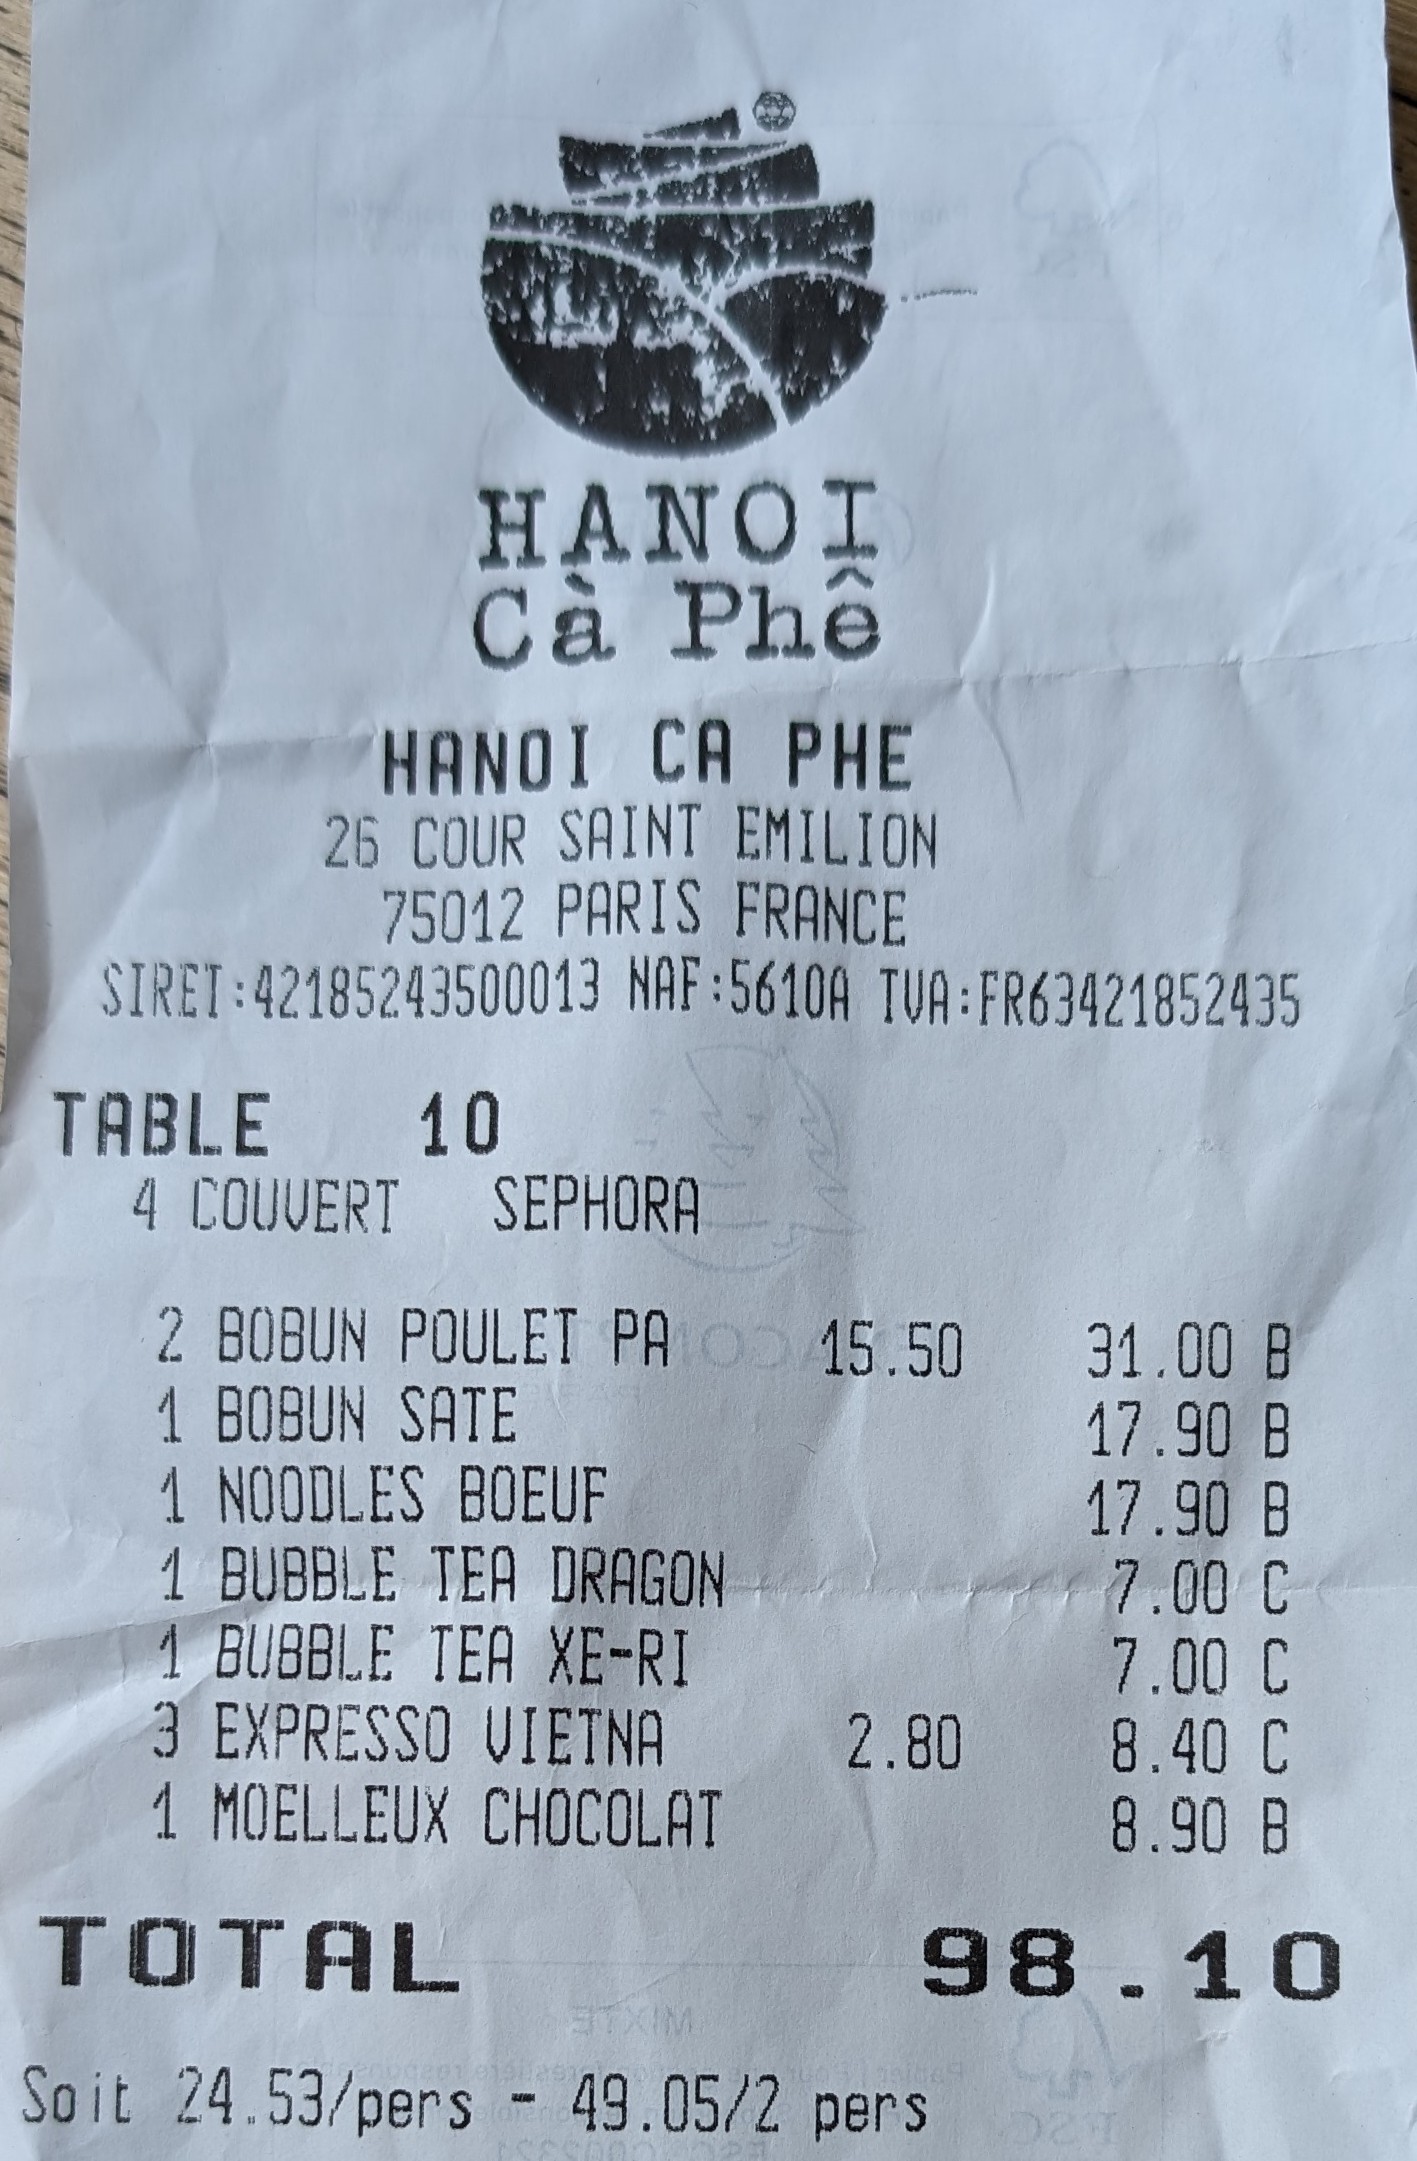 HANOI
Cà Phê
HANOI CA PHE
26 COUR SAINT EMILION
75012 PARIS FRANCE
SIRET:42185243500013 NAF:5610A TVA:FR63421852435
TABLE 10
4 COUVERT SEPHORA
2 BOBUN POULET PA 15.50 31.00 B
1 BOBUN SATE 17.90 B
1 NOODLES BOEUF 17.90 B
1 BUBBLE TEA DRAGON 7.00 C
1 BUBBLE TEA XE-RI 7.00 C
3 EXPRESSO VIETNA 2.80 8.40 C
1 MOELLEUX CHOCOLAT 8.90 B
TOTAL 98.10
Soit 24.53/pers - 49.05/2 pers